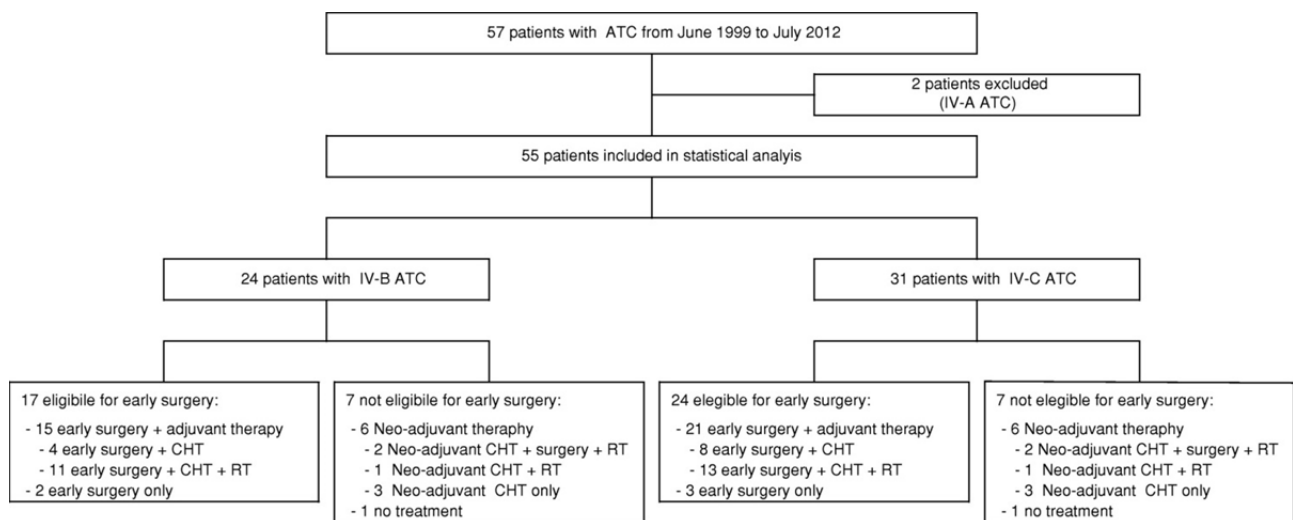 57 patients with ATC from June 1999 to July 2012
2 patients excluded
(IV-A ATC)
55 patients included in statistical analyis
24 patients with IV-B ATC
31 patients with IV-C ATC
17 eligibile for early surgery:
- 15 early surgery + adjuvant therapy
- 4 early surgery + CHT
- 11 early surgery + CHT + RT
- 2 early surgery only
7 not eligibile for early surgery:
- 6 Neo-adjuvant theraphy
- 2 Neo-adjuvant CHT + surgery + RT
- 1 Neo-adjuvant CHT + RT
- 3 Neo-adjuvant CHT only
- 1 no treatment
24 elegible for early surgery:
- 21 early surgery + adjuvant therapy
- 8 early surgery + CHT
- 13 early surgery + CHT + RT
- 3 early surgery only
7 not elegible for early surgery:
- 6 Neo-adjuvant theraphy
- 2 Neo-adjuvant CHT + surgery + RT
- 1 Neo-adjuvant CHT + RT
- 3 Neo-adjuvant CHT only
- 1 no treatment